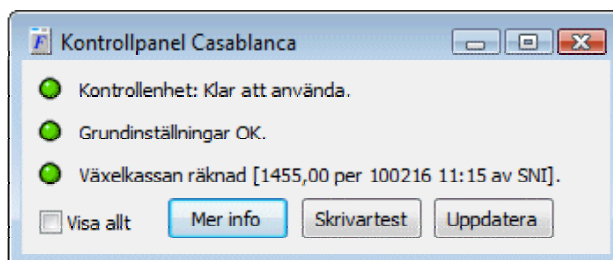 Kontrollpanel Casablanca
Kontrollenhet: Klar att använda.
Grundinställningar OK.
Växelkassan räknad [1455,00 per 100216 11:15 av SNI].
Visa allt Mer info Skrivartest Uppdatera